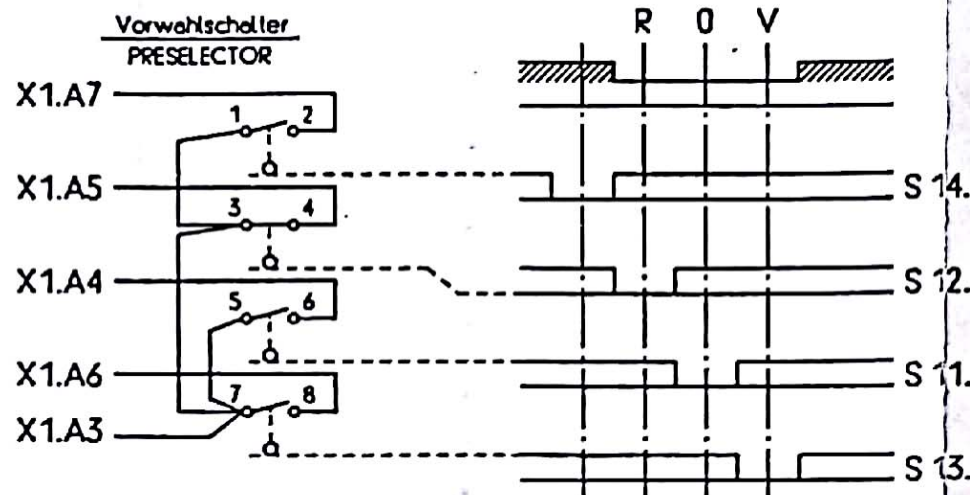 Vorwahlschalter
PRESELECTOR
R 0 V
X1.A7
1 2
X1.A5
S 14.
3 4
X1.A4
S 12.
5 6
X1.A6
S 11.
7 8
X1.A3
S 13.